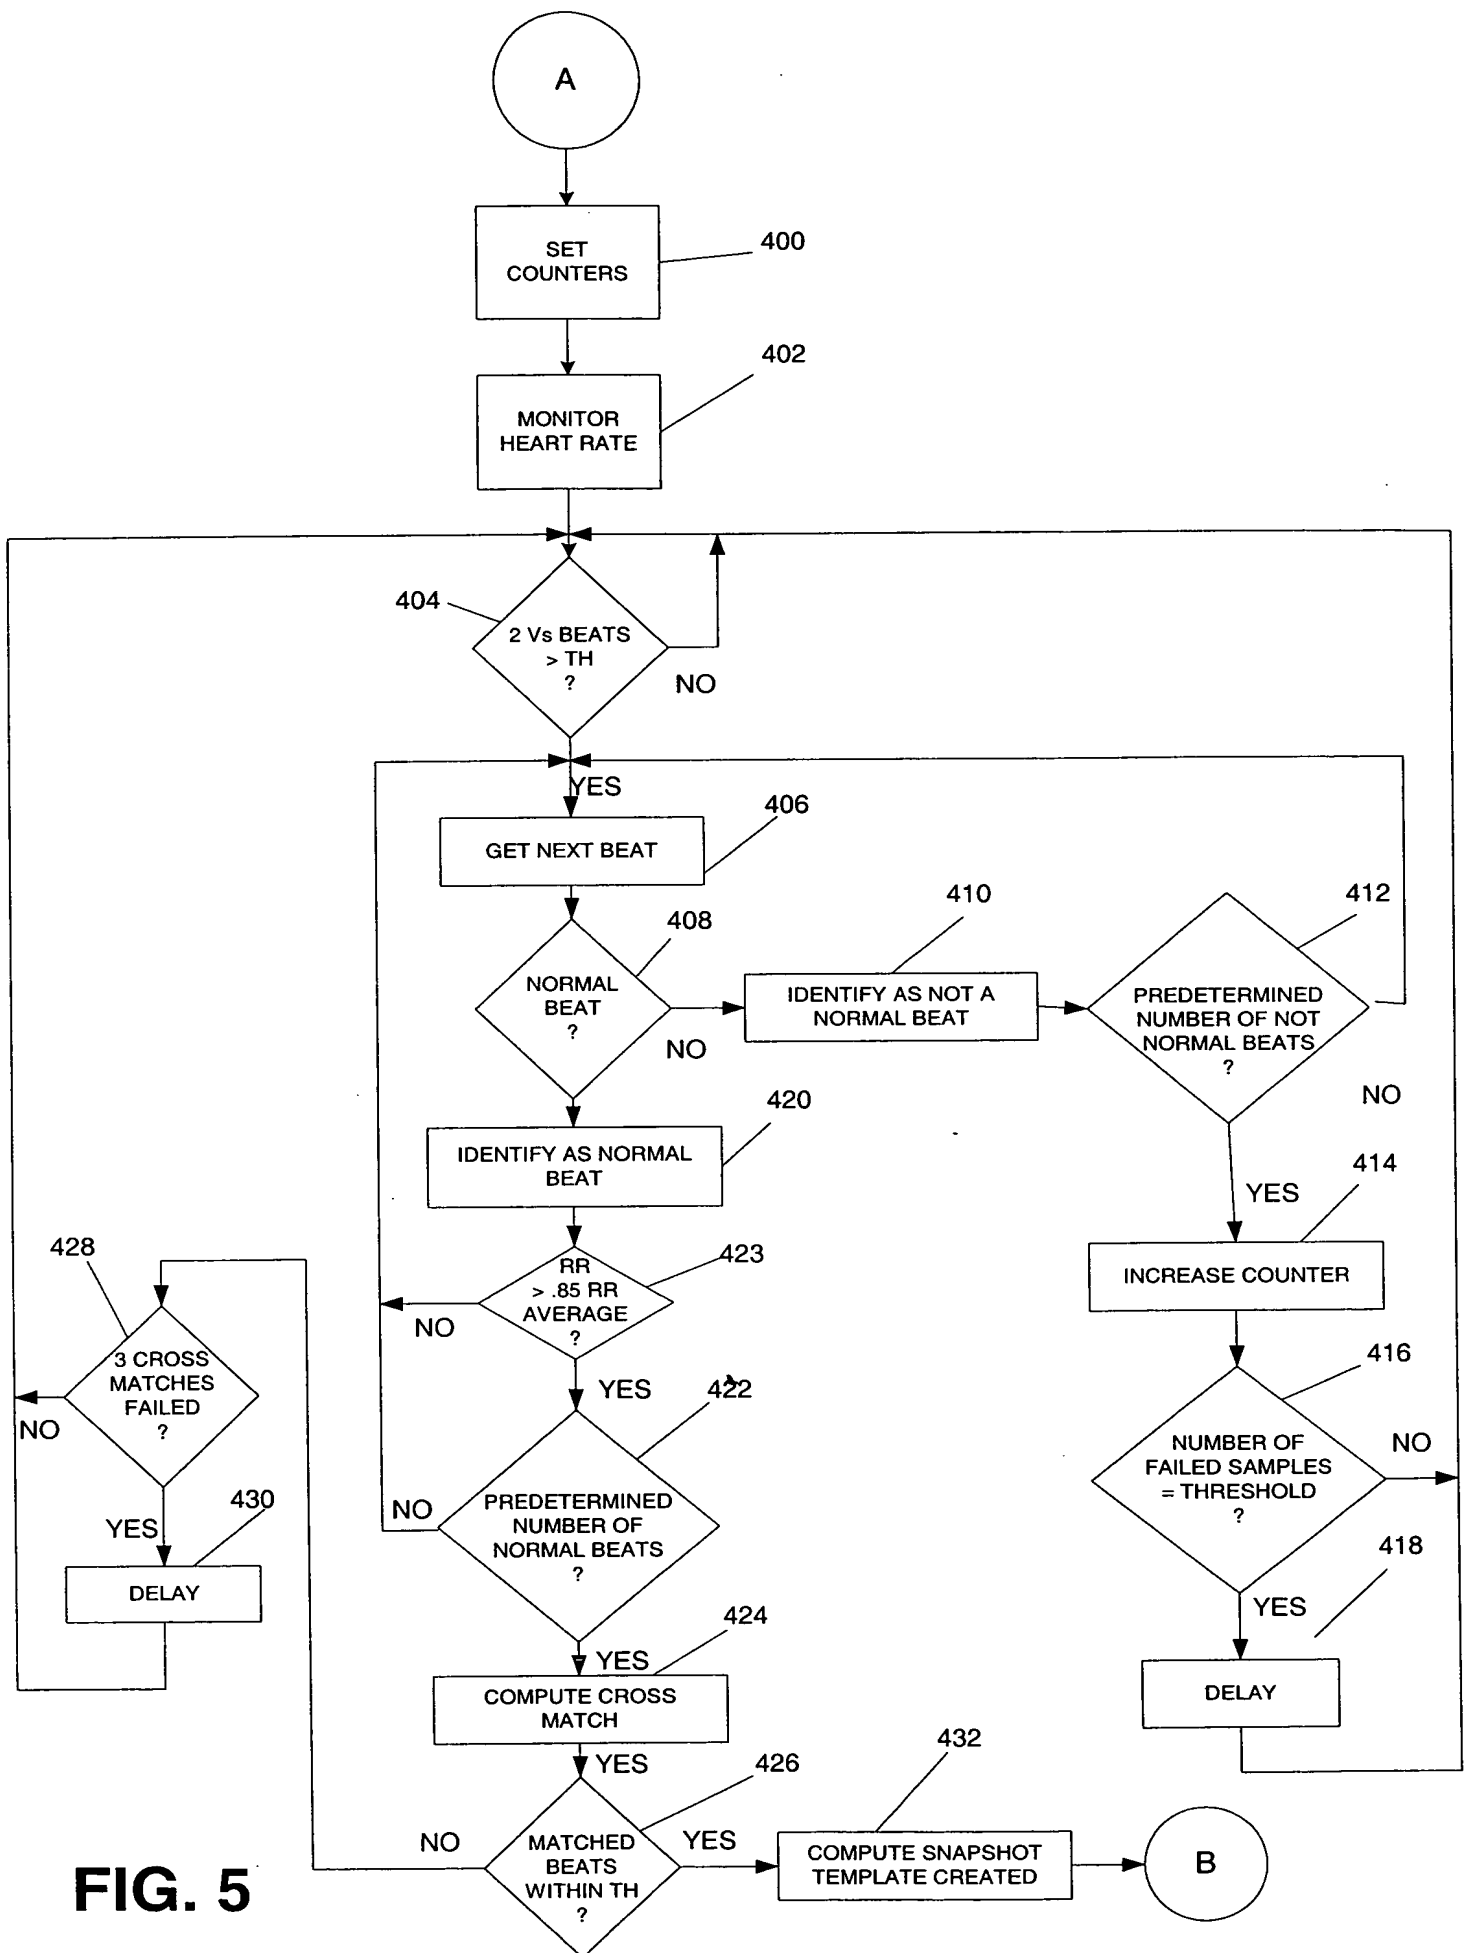 A
SET
COUNTERS
400
MONITOR
HEART RATE
402
404
2 Vs BEATS
> TH
?
NO
YES
GET NEXT BEAT
406
NORMAL
BEAT
?
408
NO
IDENTIFY AS NOT A
NORMAL BEAT
410
PREDETERMINED
NUMBER OF NOT
NORMAL BEATS
?
412
NO
YES
IDENTIFY AS NORMAL
BEAT
420
INCREASE COUNTER
414
RR
> .85 RR
AVERAGE
?
423
NO
YES
428
3 CROSS
MATCHES
FAILED
?
NO
YES
430
DELAY
422
PREDETERMINED
NUMBER OF
NORMAL BEATS
?
NO
YES
416
NUMBER OF
FAILED SAMPLES
= THRESHOLD
?
NO
YES
418
DELAY
424
COMPUTE CROSS
MATCH
YES
426
MATCHED
BEATS
WITHIN TH
?
NO
YES
432
COMPUTE SNAPSHOT
TEMPLATE CREATED
B
FIG. 5